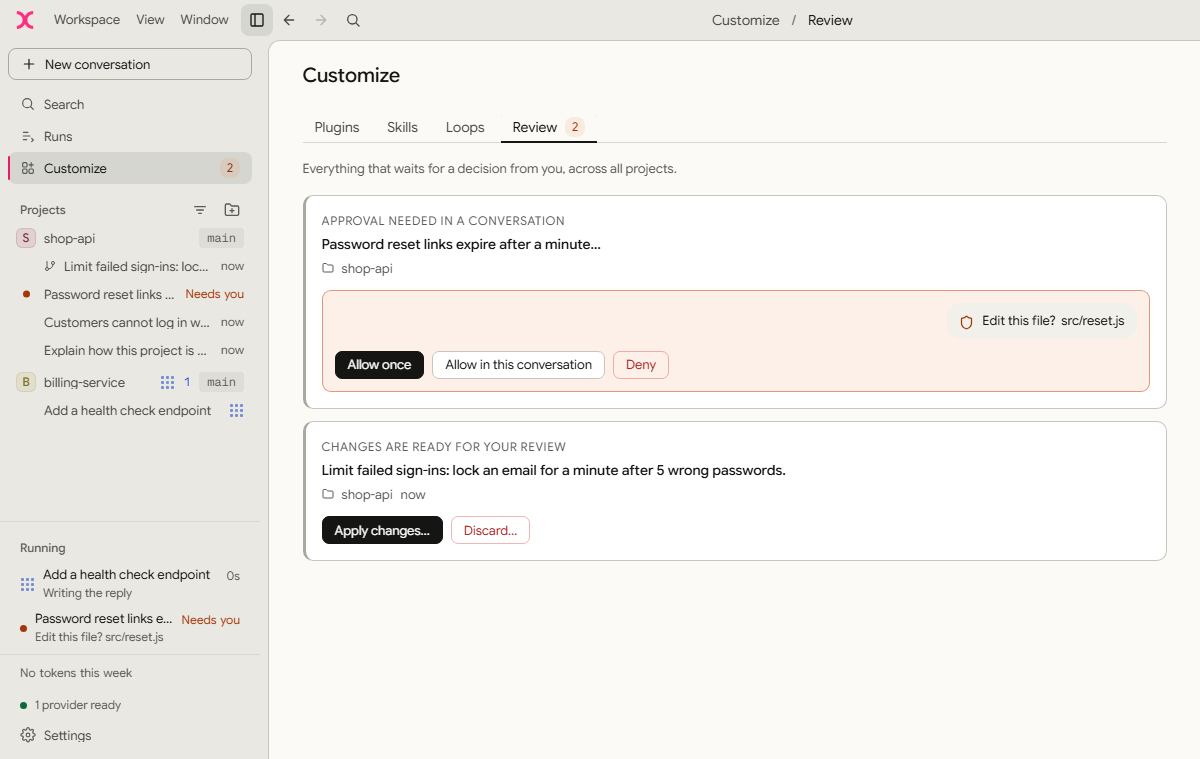 Workspace View Window
Customize / Review
New conversation
Search
Runs
Customize 2
Projects
S shop-api main
Limit failed sign-ins: loc... now
Password reset links ... Needs you
Customers cannot log in w... now
Explain how this project is ... now
B billing-service 1 main
Add a health check endpoint
Running
Add a health check endpoint 0s
Writing the reply
Password reset links e... Needs you
Edit this file? src/reset.js
No tokens this week
1 provider ready
Settings
Customize
Plugins Skills Loops Review 2
Everything that waits for a decision from you, across all projects.
APPROVAL NEEDED IN A CONVERSATION
Password reset links expire after a minute...
shop-api
Edit this file? src/reset.js
Allow once Allow in this conversation Deny
CHANGES ARE READY FOR YOUR REVIEW
Limit failed sign-ins: lock an email for a minute after 5 wrong passwords.
shop-api now
Apply changes... Discard...